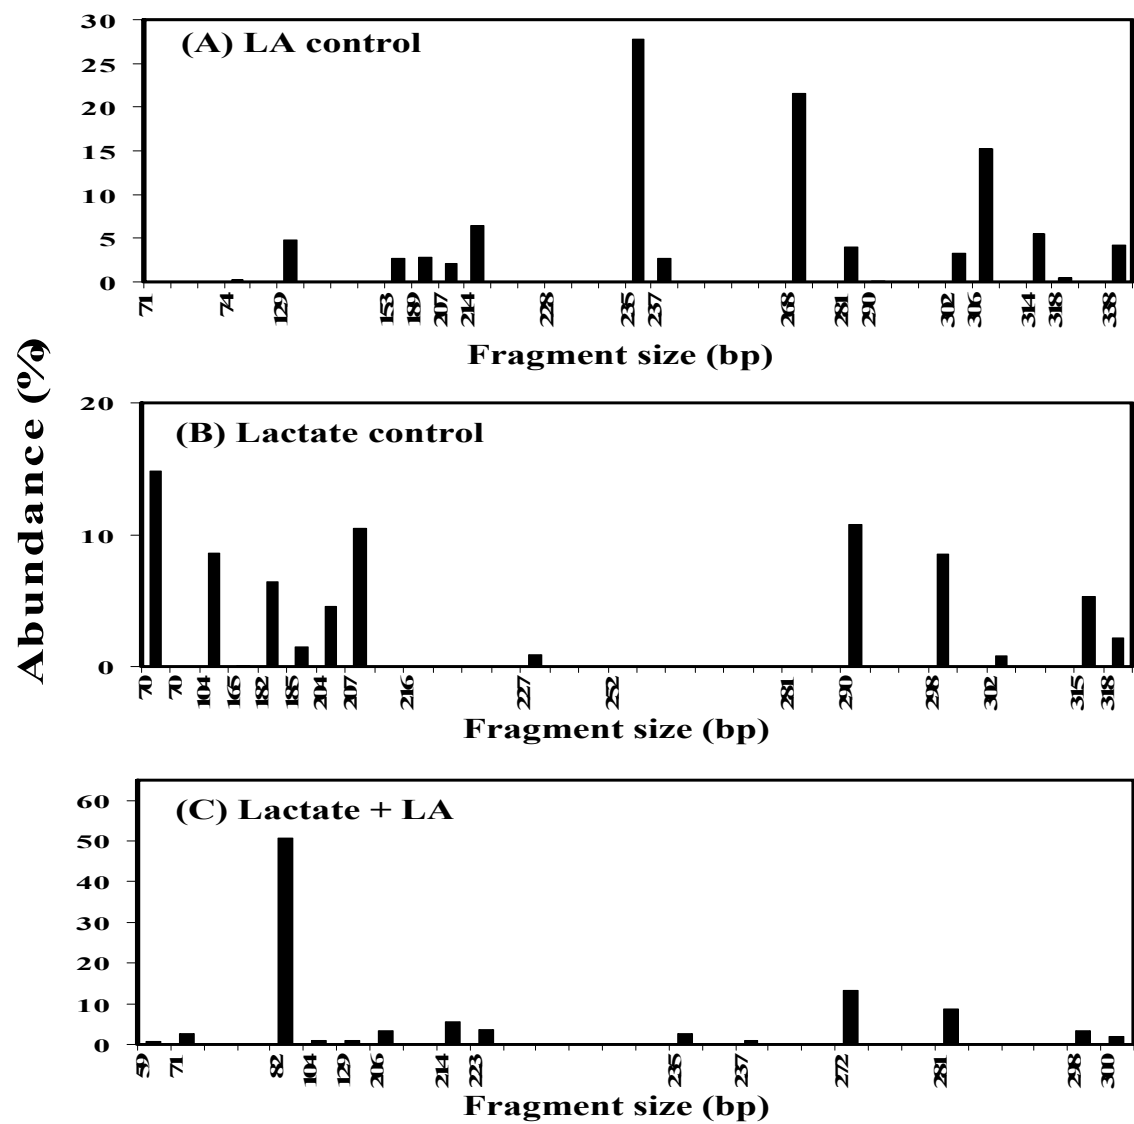 (A) LA control
30
25
20
15
10
5
0
71 74 129 153 189 207 214 228 235 237 268 281 290 302 306 314 318 338
Fragment size (bp)
Abundance (%)
(B) Lactate control
20
10
0
70 70 104 165 182 185 204 207 216 227 252 281 290 298 302 315 318
Fragment size (bp)
(C) Lactate + LA
60
50
40
30
20
10
0
59 71 82 104 129 206 214 223 235 237 272 281 298 300
Fragment size (bp)